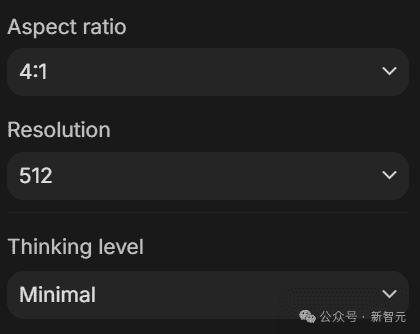 Aspect ratio
4:1
Resolution
512
Thinking level
Minimal
公众号 · 新智元